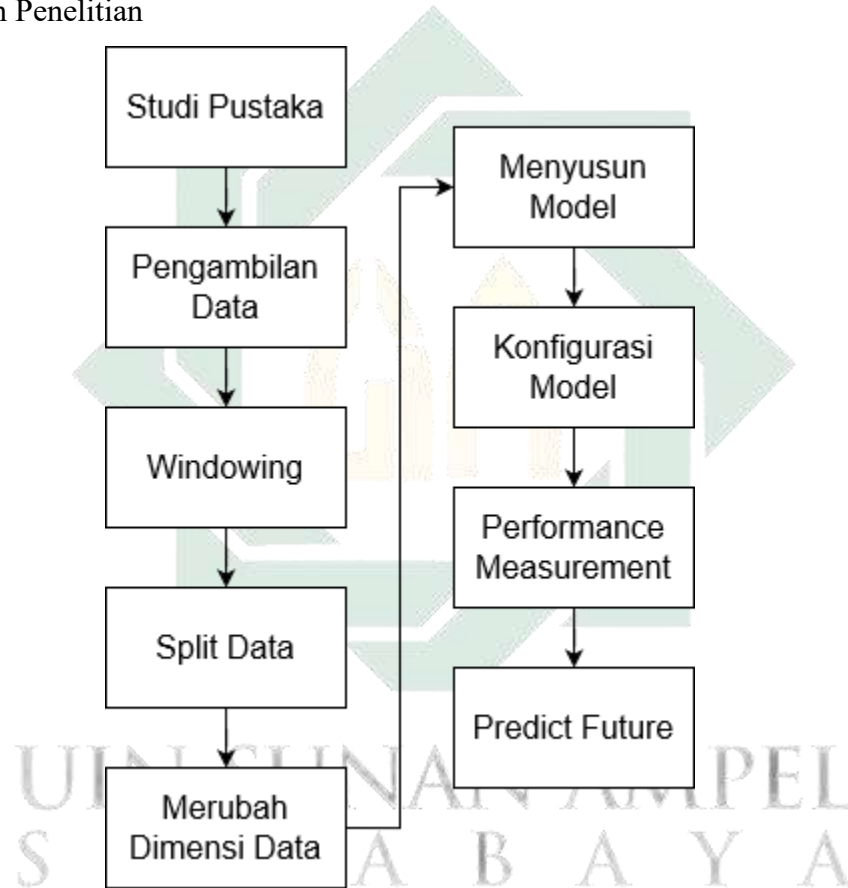 n Penelitian
Studi Pustaka
Pengambilan
Data
Windowing
Split Data
Merubah
Dimensi Data
Menyusun
Model
Konfigurasi
Model
Performance
Measurement
Predict Future
UIN SUNAN AMPEL
S A B A Y A